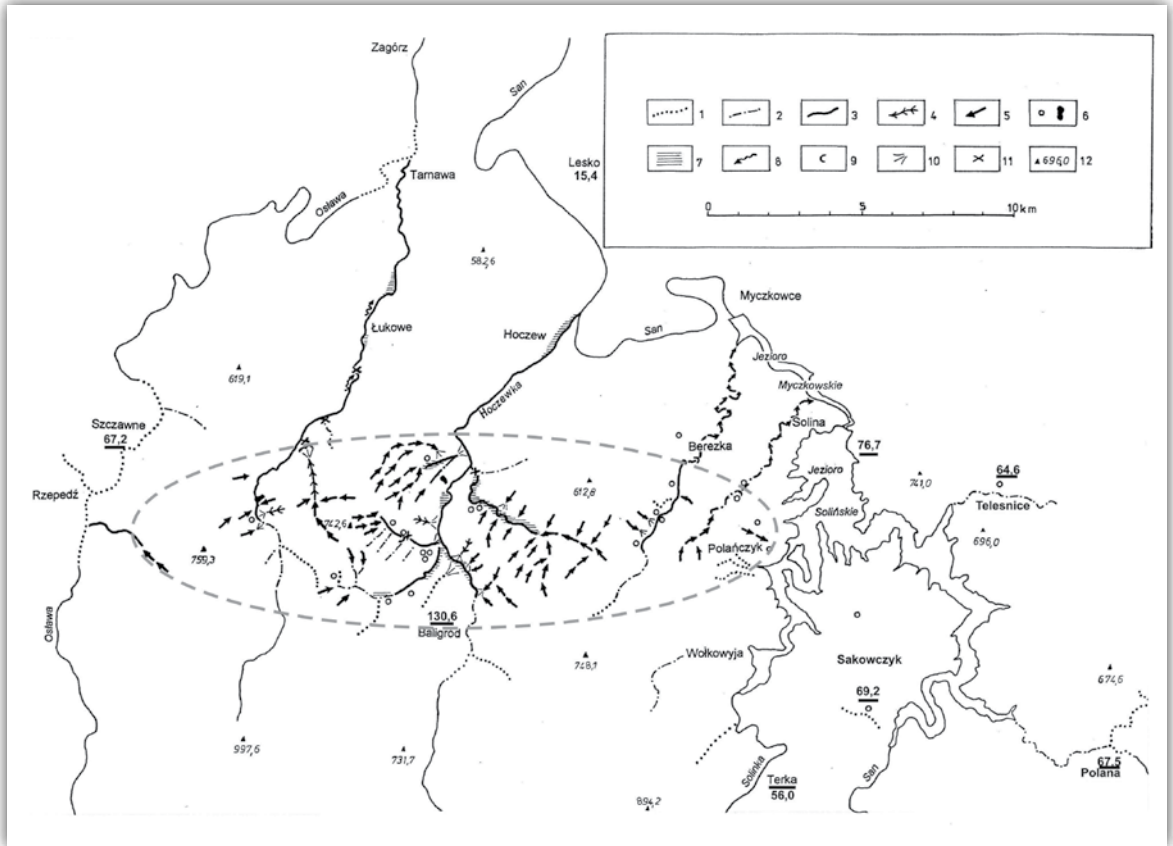 Zagórz
San
1
2
3
4
5
6
7
8
9
10
11
696,0
12
0
5
10 km
Lesko
15,4
Tarnawa
Osława
582,6
Myczkowce
Łukowe
Hoczew
San
Jezioro
Myczkowskie
619,1
Hoczewka
Szczawne
67,2
Solina
Berezka
76,7
Jezioro
Rzepedź
612,8
741,0
64,6
Telesnice
Solińskie
742,6
696,0
759,3
Polańczyk
130,6
Baligród
Osława
748,1
Wołkowyja
Sakowczyk
674,6
69,2
997,6
731,7
Solinka
San
67,5
Polana
Terka
56,0
894,2